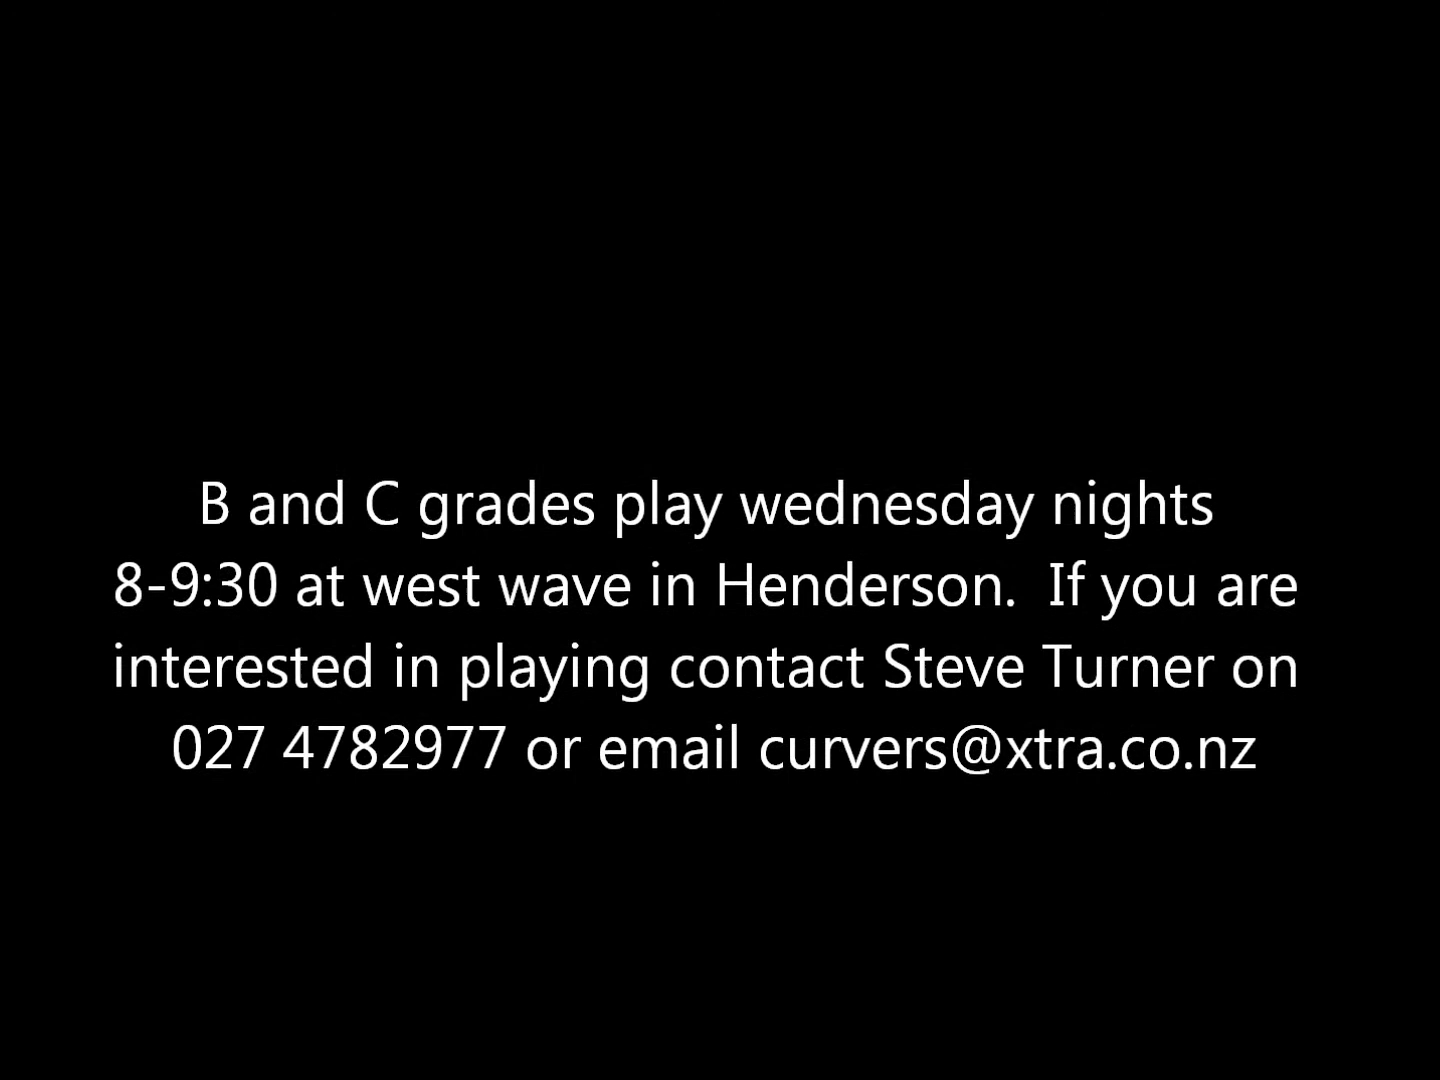 B and C grades play wednesday nights
8-9:30 at west wave in Henderson.  If you are
interested in playing contact Steve Turner on
027 4782977 or email curvers@xtra.co.nz